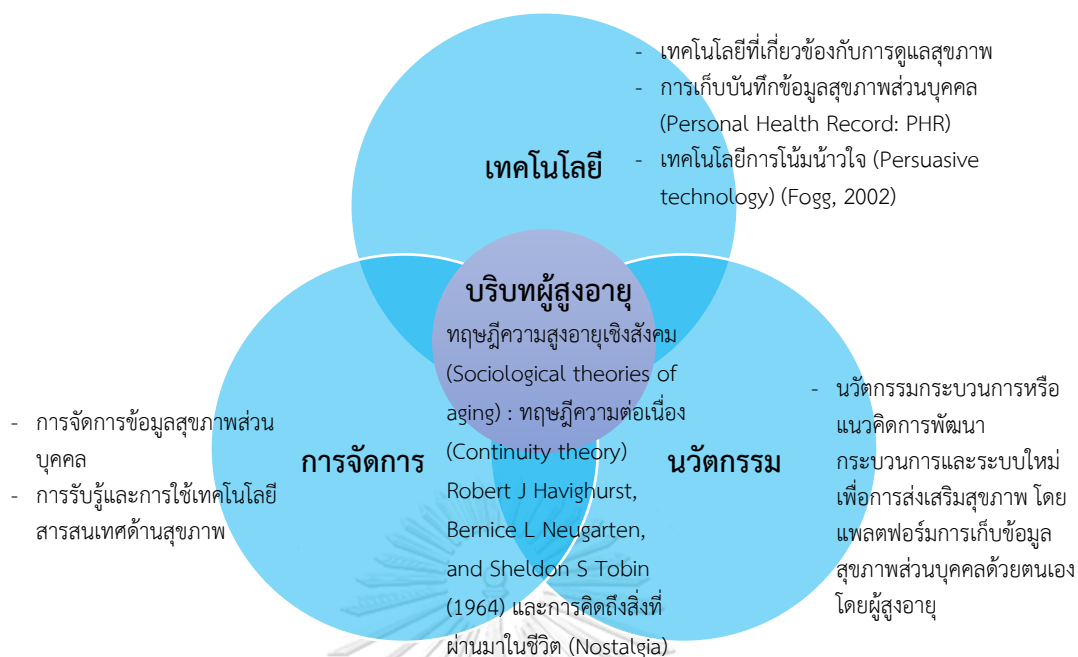 - เทคโนโลยีที่เกี่ยวข้องกับการดูแลสุขภาพ
- การเก็บบันทึกข้อมูลสุขภาพส่วนบุคคล
(Personal Health Record: PHR)
- เทคโนโลยีการโน้มน้าวใจ (Persuasive
technology) (Fogg, 2002)
เทคโนโลยี
บริบทผู้สูงอายุ
ทฤษฎีความสูงอายุเชิงสังคม
(Sociological theories of
aging) : ทฤษฎีความต่อเนื่อง
(Continuity theory)
Robert J Havighurst,
Bernice L Neugarten,
and Sheldon S Tobin
(1964) และการคิดถึงสิ่งที่
ผ่านมาในชีวิต (Nostalgia)
- การจัดการข้อมูลสุขภาพส่วน
บุคคล
- การรับรู้และการใช้เทคโนโลยี
สารสนเทศด้านสุขภาพ
การจัดการ
นวัตกรรม
- นวัตกรรมกระบวนการหรือ
แนวคิดการพัฒนา
กระบวนการและระบบใหม่
เพื่อการส่งเสริมสุขภาพ โดย
แพลตฟอร์มการเก็บข้อมูล
สุขภาพส่วนบุคคลด้วยตนเอง
โดยผู้สูงอายุ